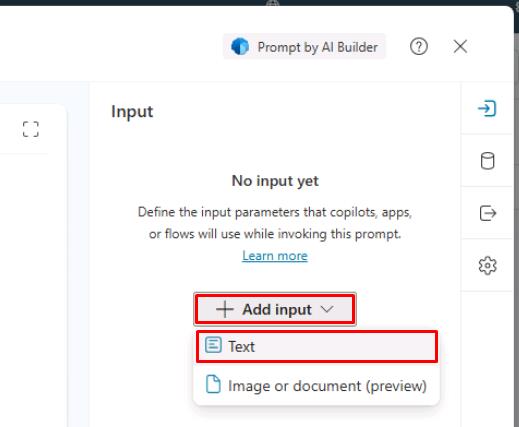 Prompt by AI Builder
Input
No input yet
Define the input parameters that copilots, apps,
or flows will use while invoking this prompt.
Learn more
Add input
Text
Image or document (preview)